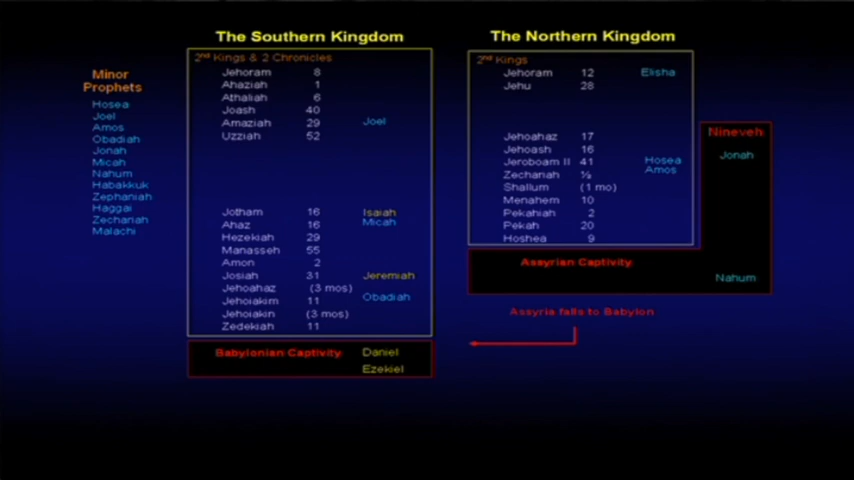 The Southern Kingdom
The Northern Kingdom
Minor
Prophets
Hosea
Joel
Amos
Obadiah
Jonah
Micah
Nahum
Habakkuk
Zephaniah
Haggai
Zechariah
Malachi
2nd Kings & 2 Chronicles
Jehoram 8
Ahaziah 1
Athaliah 6
Joash 40
Amaziah 29 Joel
Uzziah 52
Jotham 16 Isaiah
Ahaz 16 Micah
Hezekiah 29
Manasseh 55
Amon 2
Josiah 31 Jeremiah
Jehoahaz (3 mos)
Jehoiakim 11 Obadiah
Jehoiakin (3 mos)
Zedekiah 11
Babylonian Captivity Daniel
Ezekiel
2nd Kings
Jehoram 12 Elisha
Jehu 28
Jehoahaz 17
Jehoash 16
Jeroboam II 41 Hosea
Zechariah ½ Amos
Shallum (1 mo)
Menahem 10
Pekahiah 2
Pekah 20
Hoshea 9
Nineveh
Jonah
Assyrian Captivity
Nahum
Assyria falls to Babylon